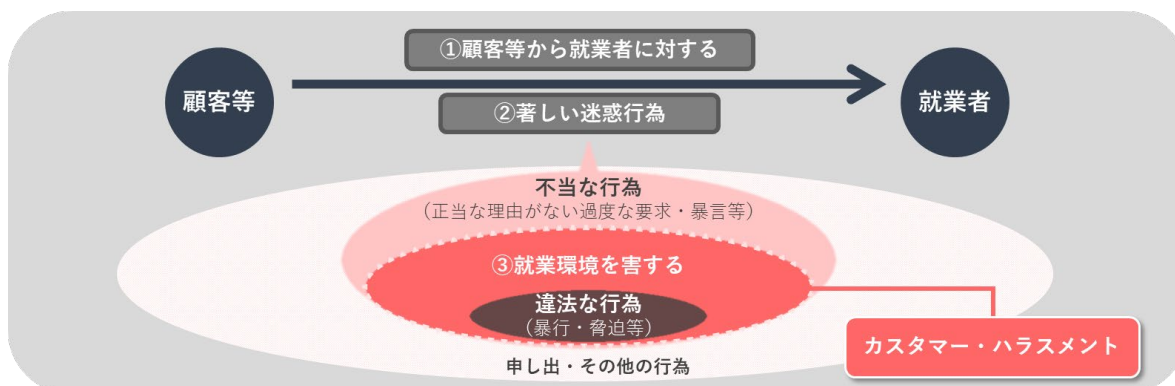 ①顧客等から就業者に対する
顧客等
就業者
②著しい迷惑行為
不当な行為
（正当な理由がない過度な要求・暴言等）
③就業環境を害する
違法な行為
（暴行・脅迫等）
カスタマー・ハラスメント
申し出・その他の行為